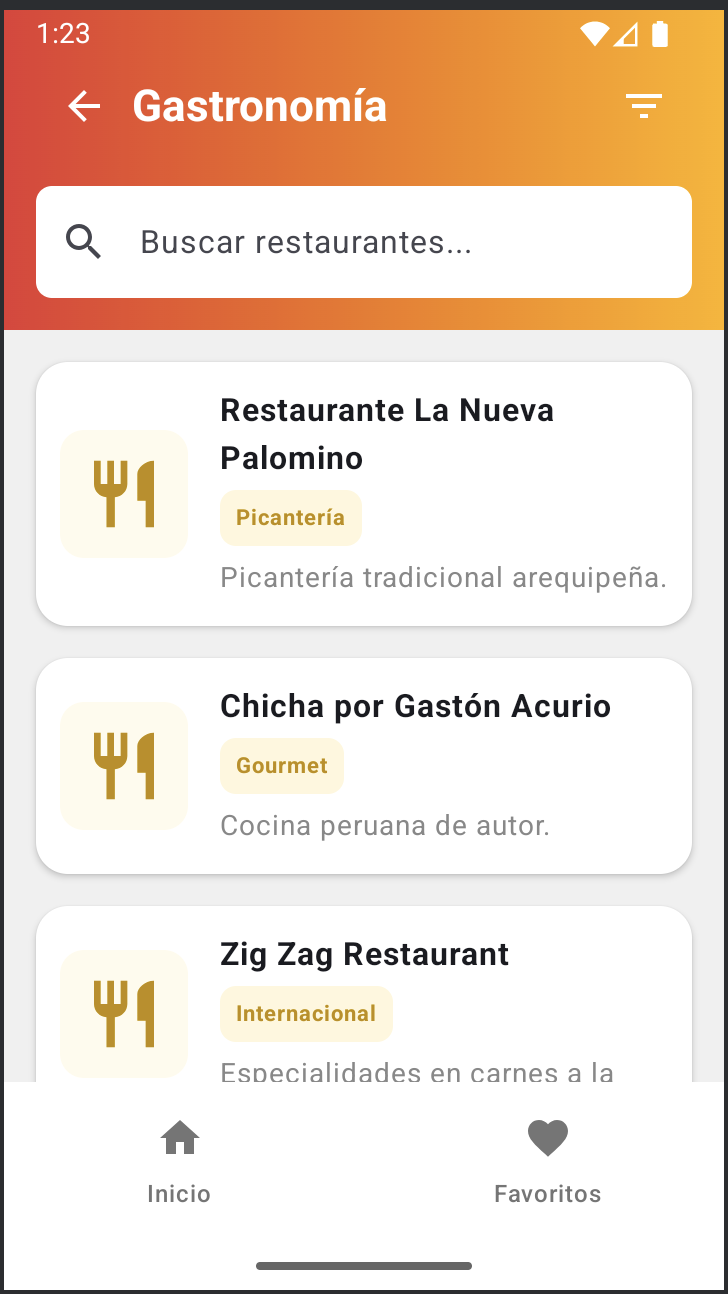 1:23
Gastronomía
Buscar restaurantes...
Restaurante La Nueva
Palomino
Picantería
Picantería tradicional arequipeña.
Chicha por Gastón Acurio
Gourmet
Cocina peruana de autor.
Zig Zag Restaurant
Internacional
Especialidades en carnes a la
Inicio
Favoritos